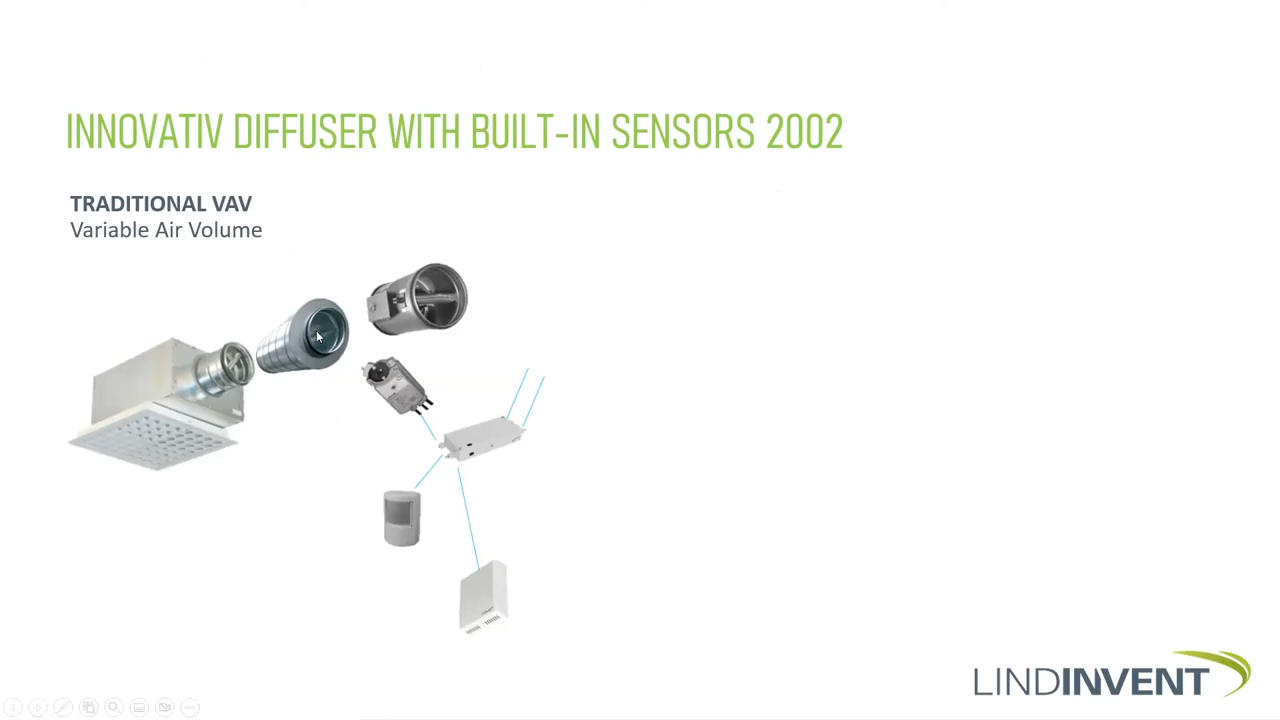 INNOVATIV DIFFUSER WITH BUILT-IN SENSORS 2002
TRADITIONAL VAV
Variable Air Volume
LINDINVENT